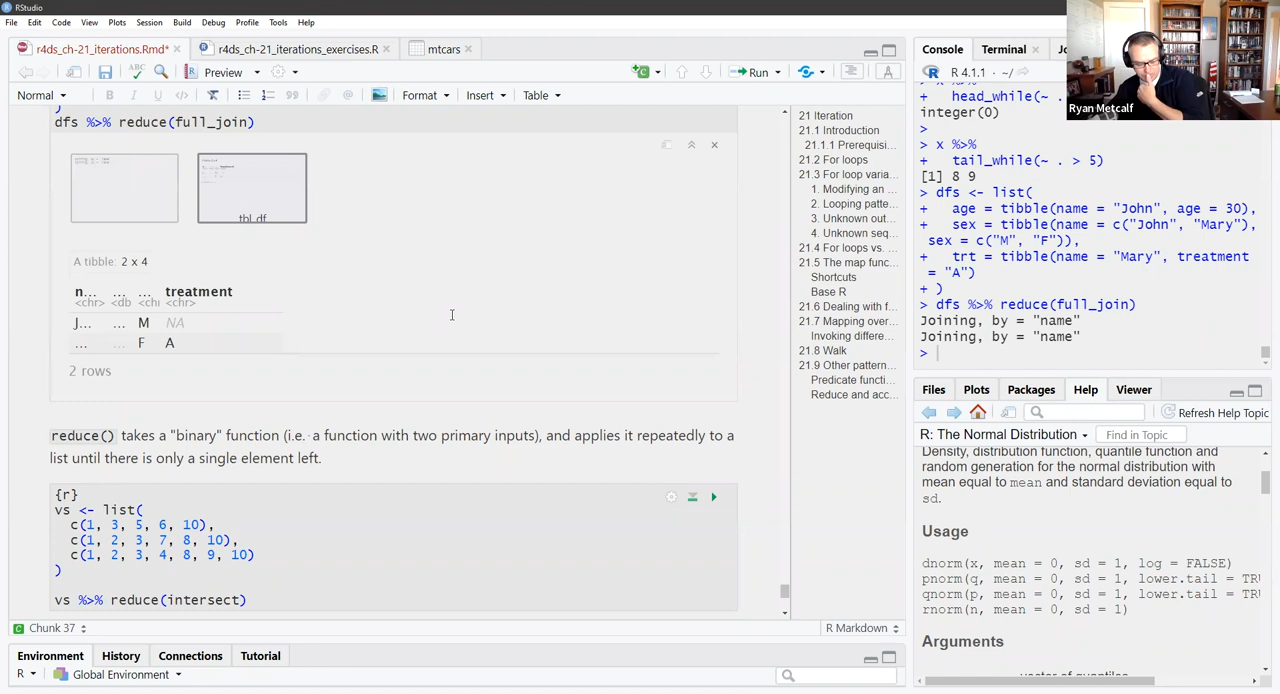 RStudio
File Edit Code View Plots Session Build Debug Profile Tools Help
r4ds_ch-21_iterations.Rmd* r4ds_ch-21_iterations_exercises.R mtcars
Preview Run
Normal B I U Format Insert Table
)
dfs %>% reduce(full_join)
tbl_df
A tibble: 2 x 4
n... ... ... treatment
<chr> <db <chi <chr>
J... ... M NA
... ... F A
2 rows
reduce() takes a "binary" function (i.e. a function with two primary inputs), and applies it repeatedly to a
list until there is only a single element left.
{r}
vs <- list(
c(1, 3, 5, 6, 10),
c(1, 2, 3, 7, 8, 10),
c(1, 2, 3, 4, 8, 9, 10)
)
vs %>% reduce(intersect)
Chunk 37 R Markdown
Environment History Connections Tutorial
R Global Environment
21 Iteration
21.1 Introduction
21.1.1 Prerequisi...
21.2 For loops
21.3 For loop varia...
1. Modifying an ...
2. Looping patte...
3. Unknown out...
4. Unknown seq...
21.4 For loops vs. ...
21.5 The map func...
Shortcuts
Base R
21.6 Dealing with f...
21.7 Mapping over...
Invoking differe...
21.8 Walk
21.9 Other pattern...
Predicate functi...
Reduce and acc...
Console Terminal Jo
R 4.1.1 · ~/
+ head_while(~ .
integer(0)
>
> x %>%
+ tail_while(~ . > 5)
[1] 8 9
> dfs <- list(
+ age = tibble(name = "John", age = 30),
+ sex = tibble(name = c("John", "Mary"),
sex = c("M", "F")),
+ trt = tibble(name = "Mary", treatment
= "A")
+ )
> dfs %>% reduce(full_join)
Joining, by = "name"
Joining, by = "name"
>
Ryan Metcalf
Files Plots Packages Help Viewer
Refresh Help Topic
R: The Normal Distribution Find in Topic
Density, distribution function, quantile function and
random generation for the normal distribution with
mean equal to mean and standard deviation equal to
sd.
Usage
dnorm(x, mean = 0, sd = 1, log = FALSE)
pnorm(q, mean = 0, sd = 1, lower.tail = TRU
qnorm(p, mean = 0, sd = 1, lower.tail = TRU
rnorm(n, mean = 0, sd = 1)
Arguments
vector of quantiles